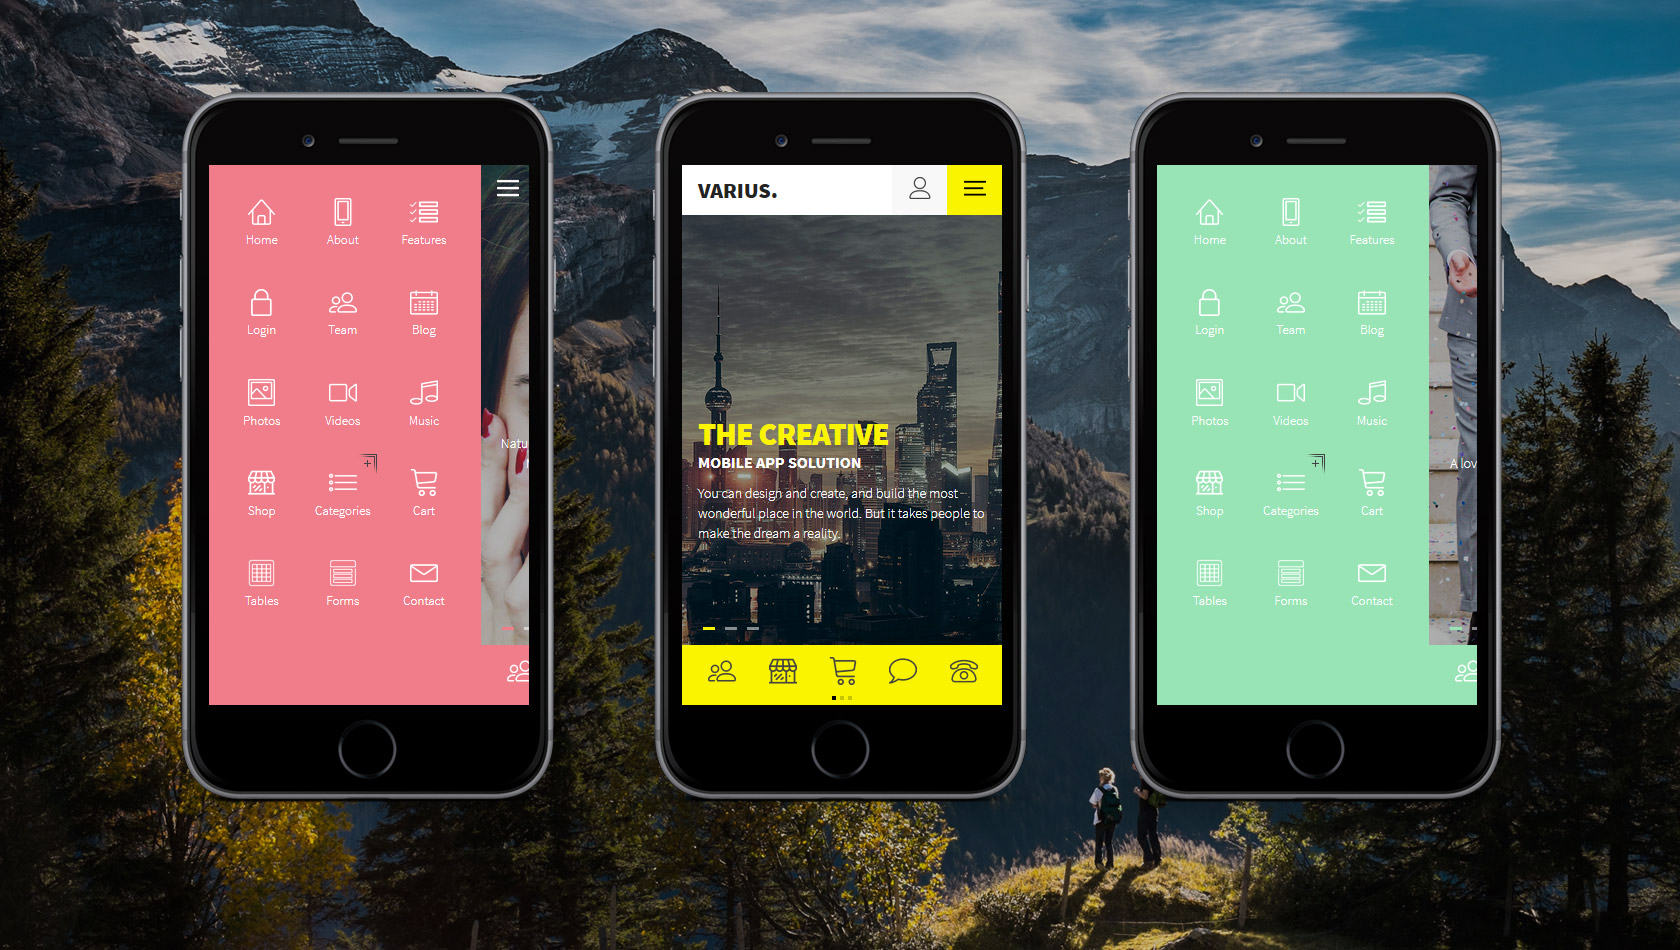 Home About Features
Login Team Blog
Photos Videos Music
Shop Categories Cart
Tables Forms Contact
Natu
VARIUS.
THE CREATIVE
MOBILE APP SOLUTION
You can design and create, and build the most
wonderful place in the world. But it takes people to
make the dream a reality.
Home About Features
Login Team Blog
Photos Videos Music
Shop Categories Cart
Tables Forms Contact
A lov